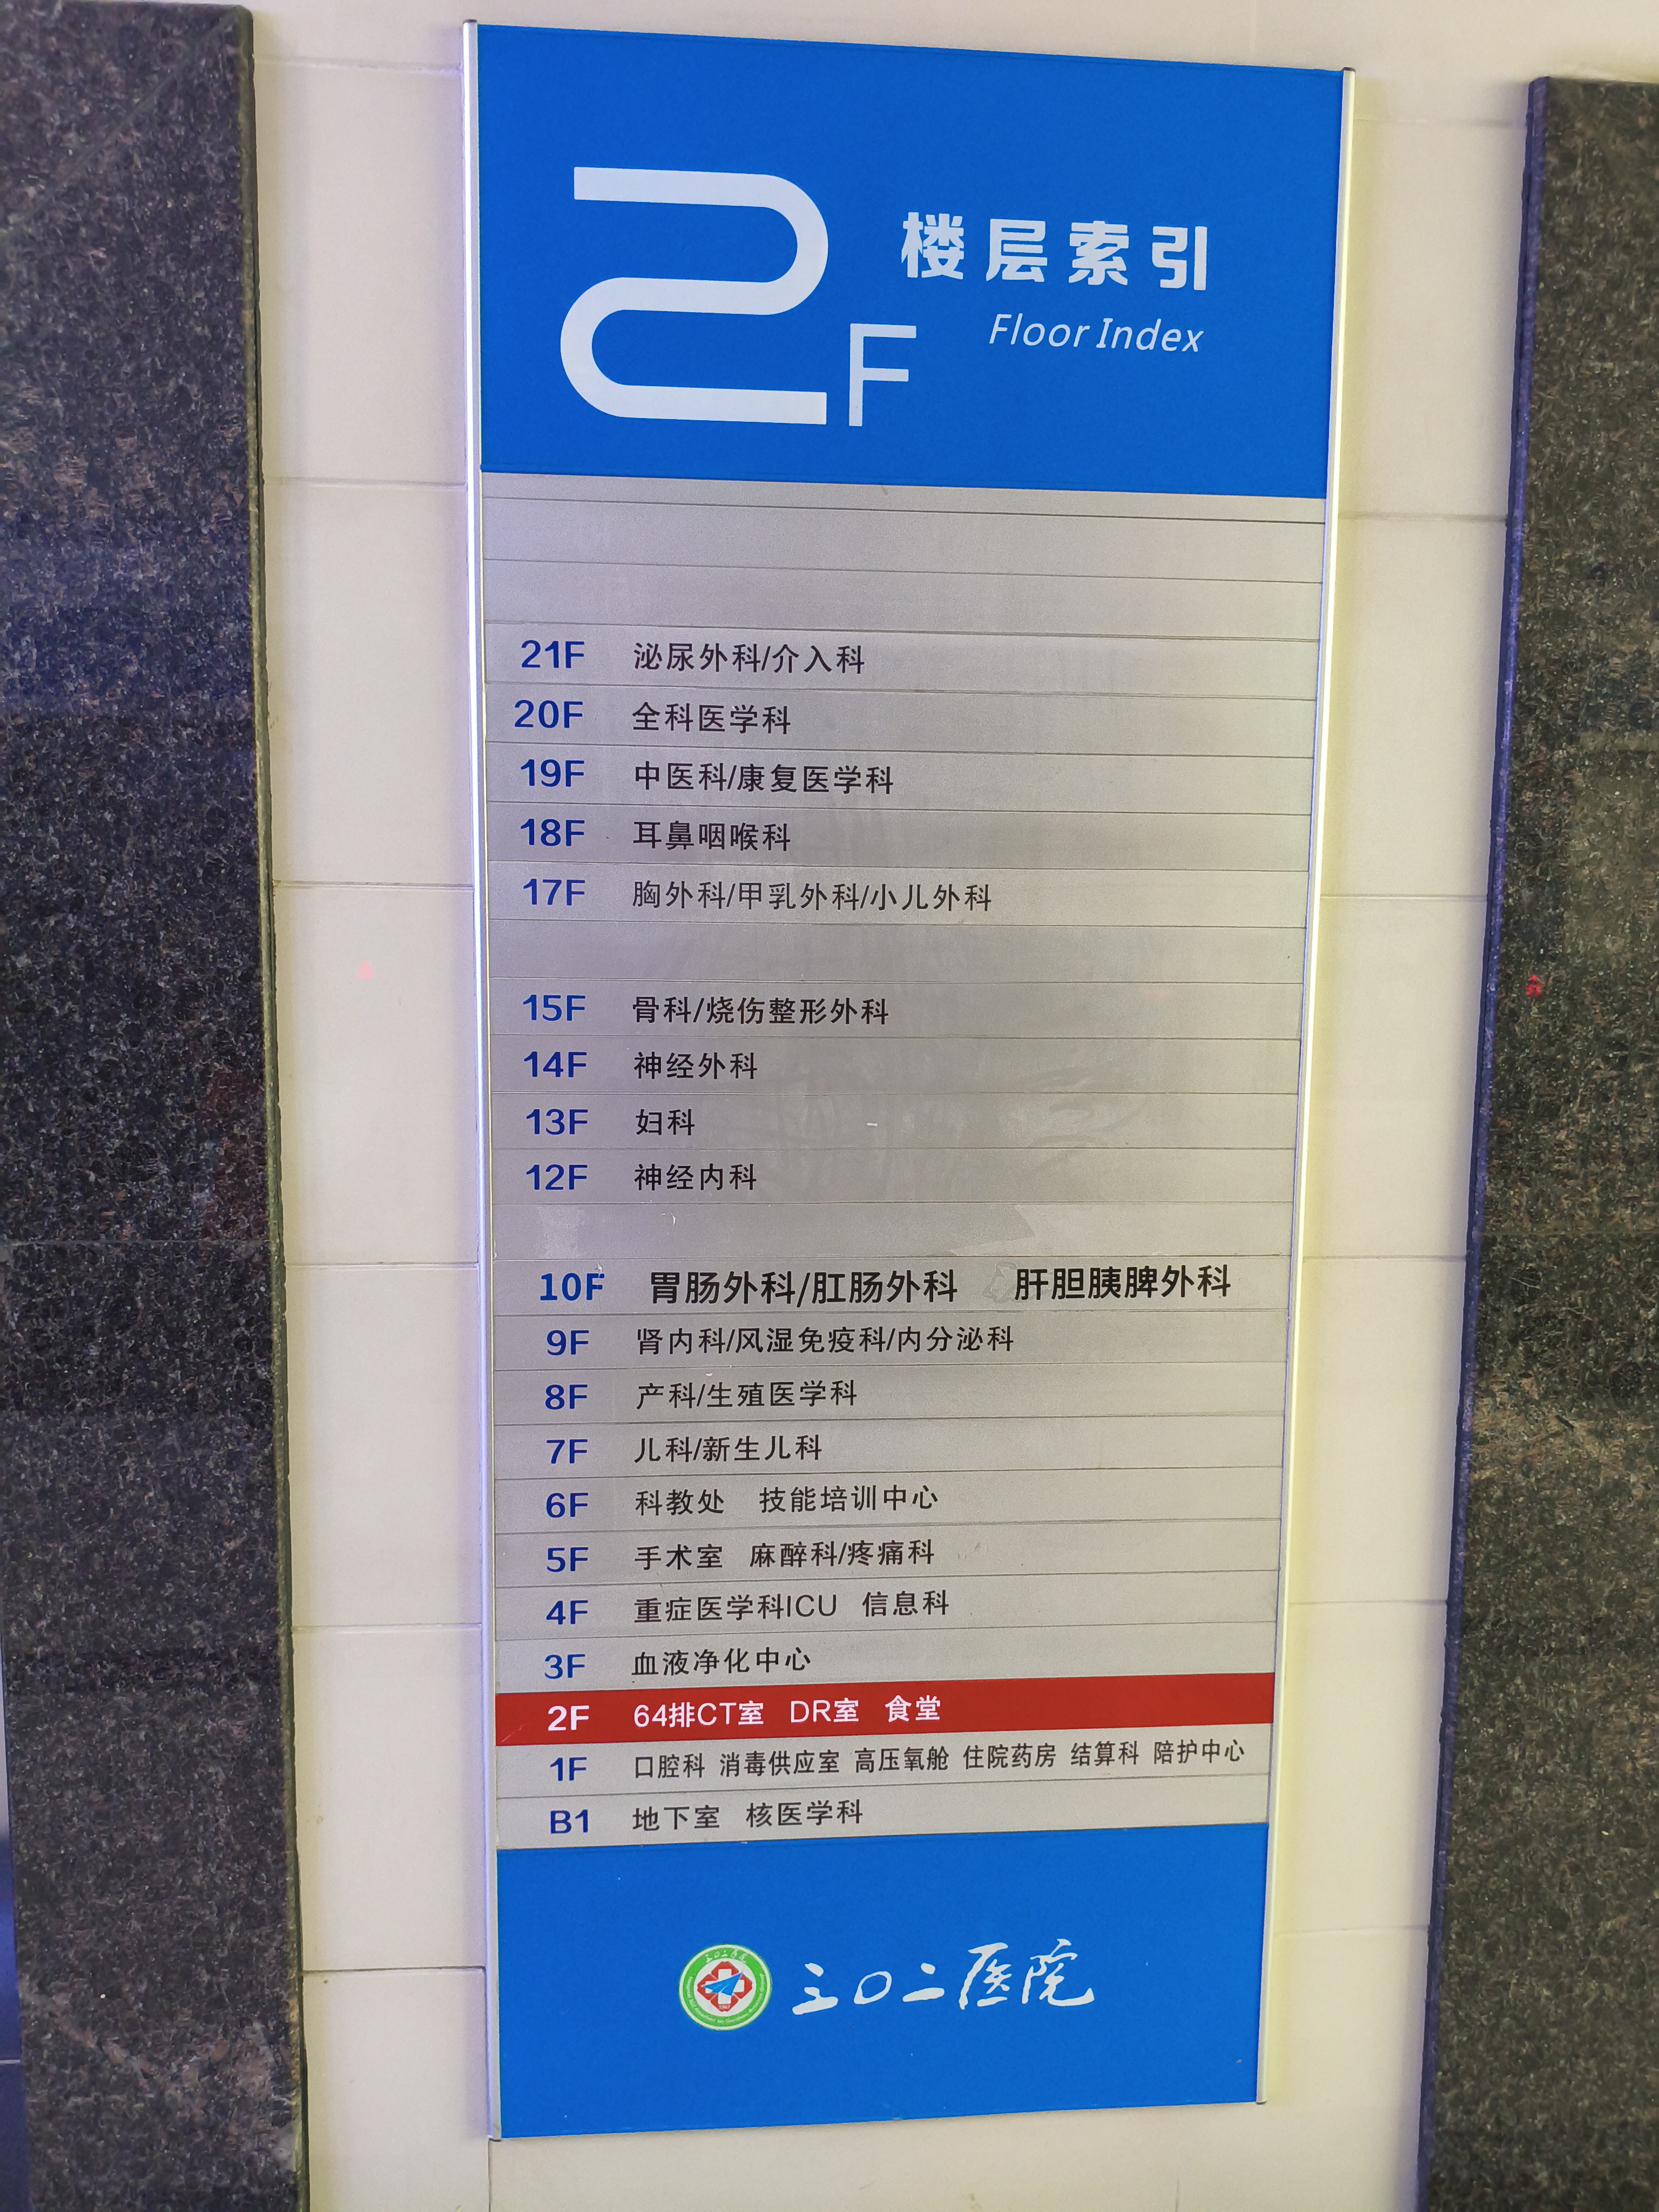 2F
楼层索引
Floor Index
21F 泌尿外科/介入科
20F 全科医学科
19F 中医科/康复医学科
18F 耳鼻咽喉科
17F 胸外科/甲乳外科/小儿外科
15F 骨科/烧伤整形外科
14F 神经外科
13F 妇科
12F 神经内科
10F 胃肠外科/肛肠外科 肝胆胰脾外科
9F 肾内科/风湿免疫科/内分泌科
8F 产科/生殖医学科
7F 儿科/新生儿科
6F 科教处 技能培训中心
5F 手术室 麻醉科/疼痛科
4F 重症医学科ICU 信息科
3F 血液净化中心
2F 64排CT室 DR室 食堂
1F 口腔科 消毒供应室 高压氧舱 住院药房 结算科 陪护中心
B1 地下室 核医学科
三〇二医院